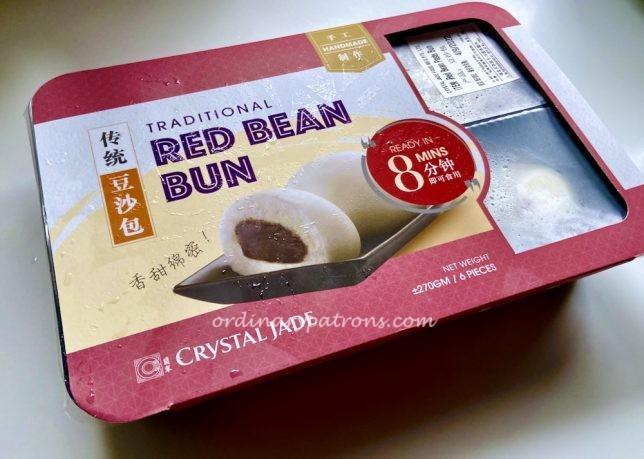 手工
HANDMADE
制作
TRADITIONAL
RED BEAN
BUN
传统
豆沙包
READY IN
8 MINS
分钟
即可食用
香甜绵密!
NET WEIGHT
±270GM / 6 PIECES
ordinarypatrons.com
CRYSTAL JADE